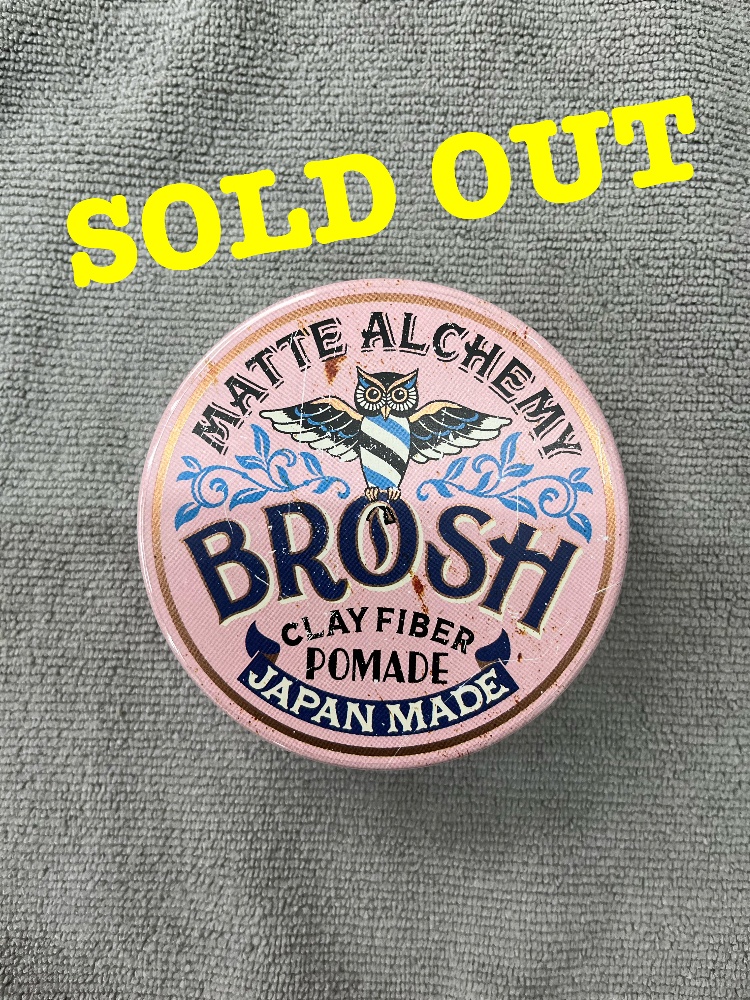 SOLD OUT
MATTE ALCHEMY
BROSH
CLAY FIBER
POMADE
JAPAN MADE